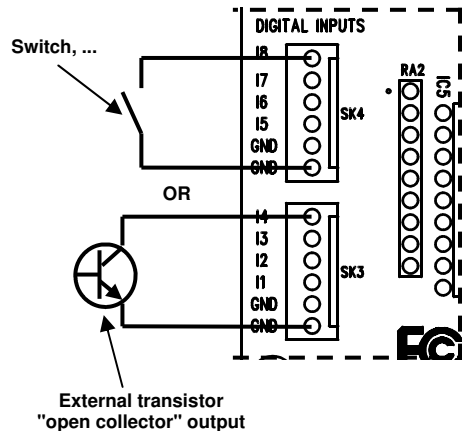 DIGITAL INPUTS
Switch, ...
I8
I7
I6
I5
GND
GND
SK4
RA2
IC5
OR
I4
I3
I2
I1
GND
GND
SK3
FC
External transistor
"open collector" output